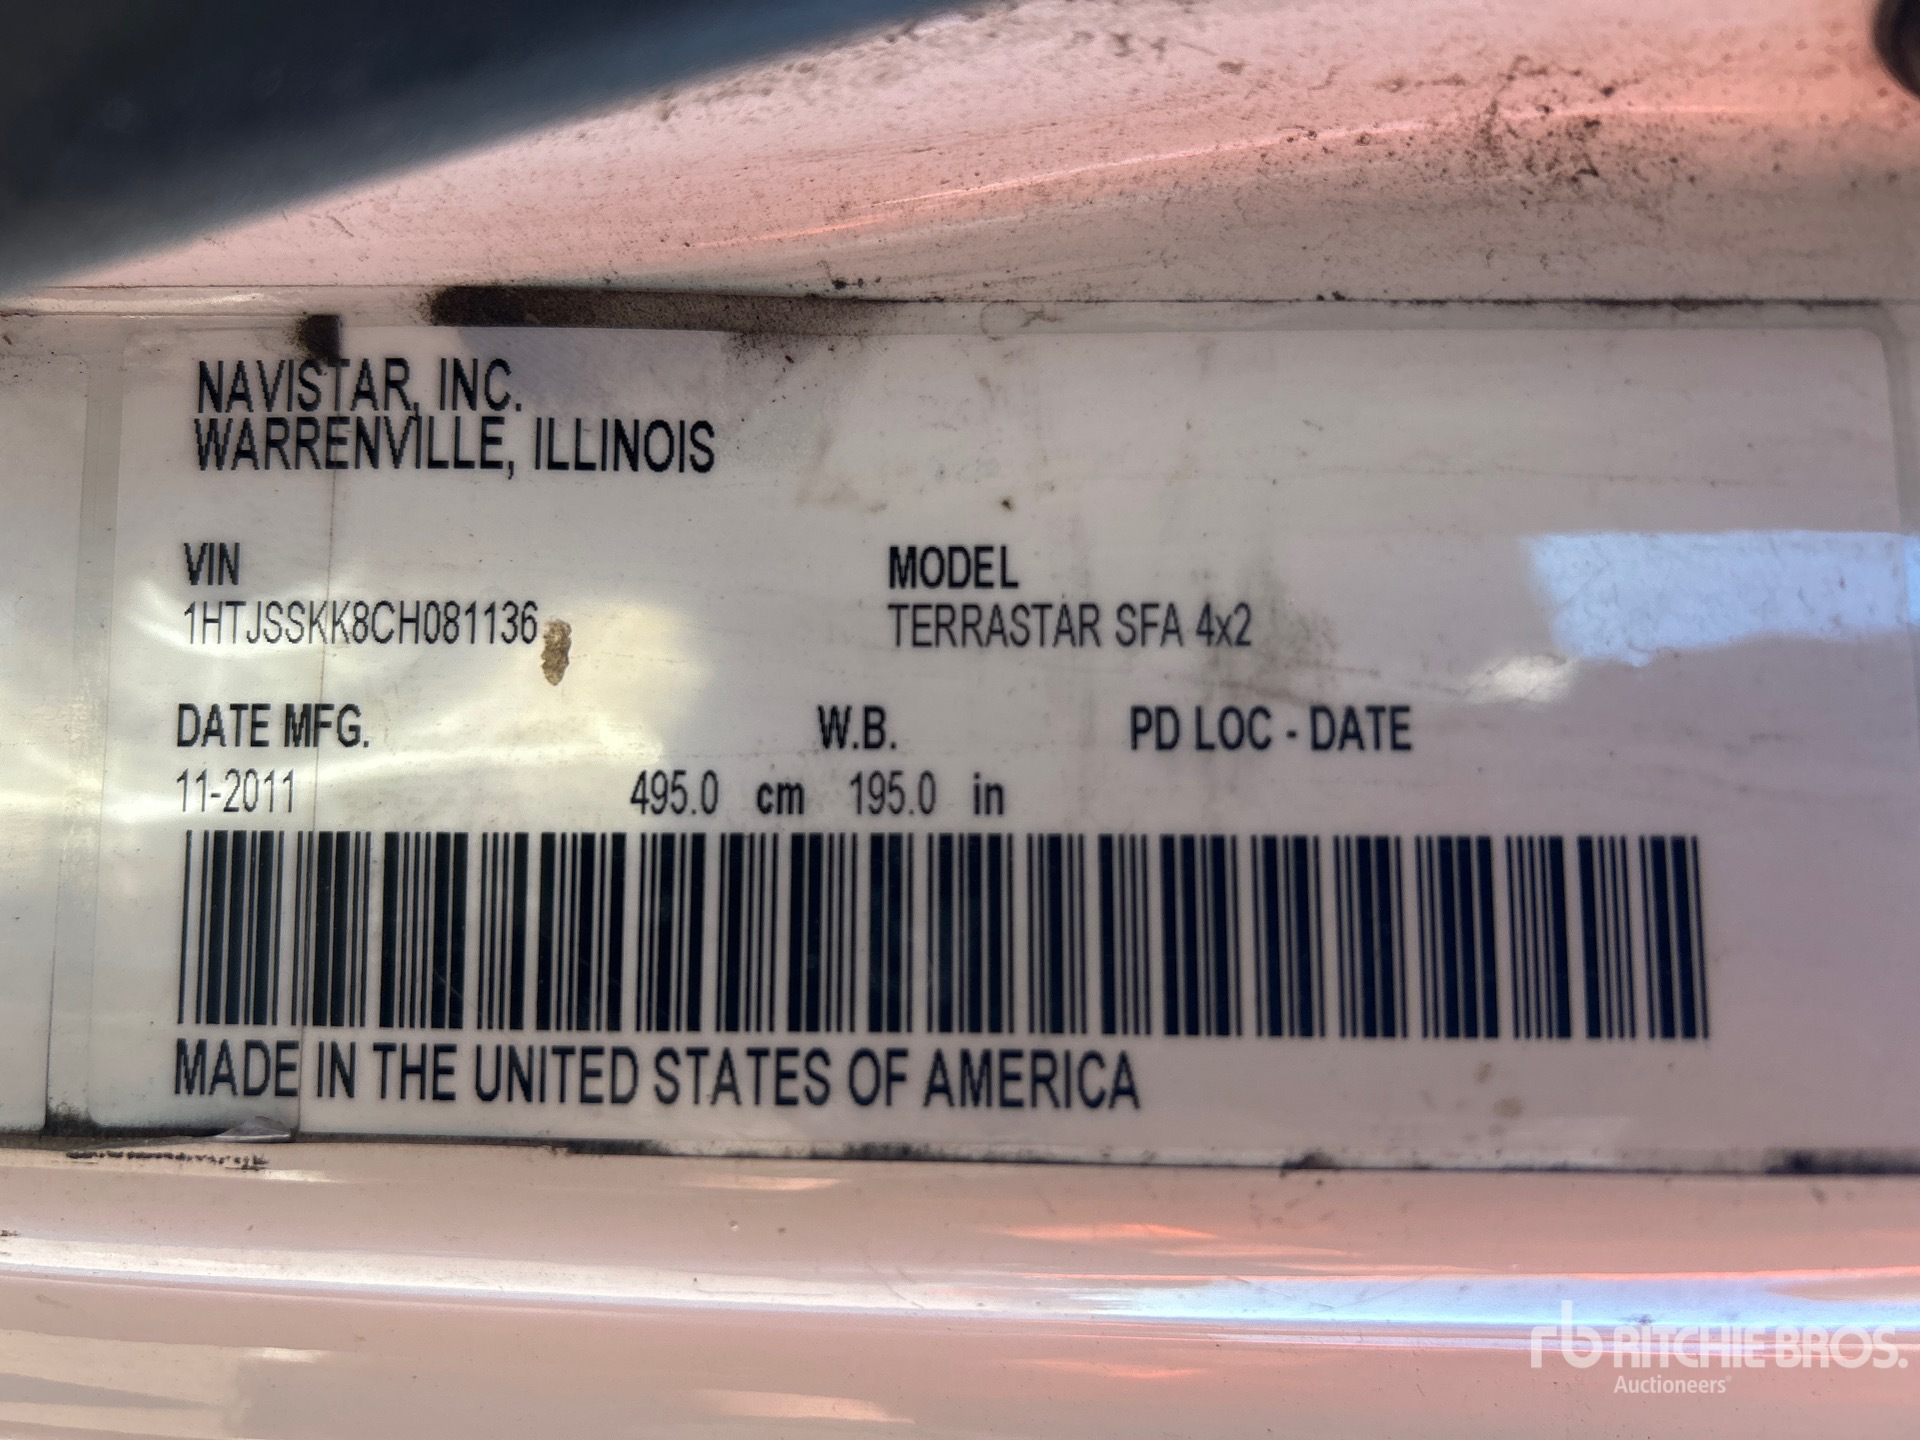 NAVISTAR, INC.
WARRENVILLE, ILLINOIS
VIN
1HTJSSKK8CH081136
MODEL
TERRASTAR SFA 4x2
DATE MFG.
11-2011
W.B.
495.0 cm 195.0 in
PD LOC - DATE
MADE IN THE UNITED STATES OF AMERICA
rb RITCHIE BROS.
Auctioneers